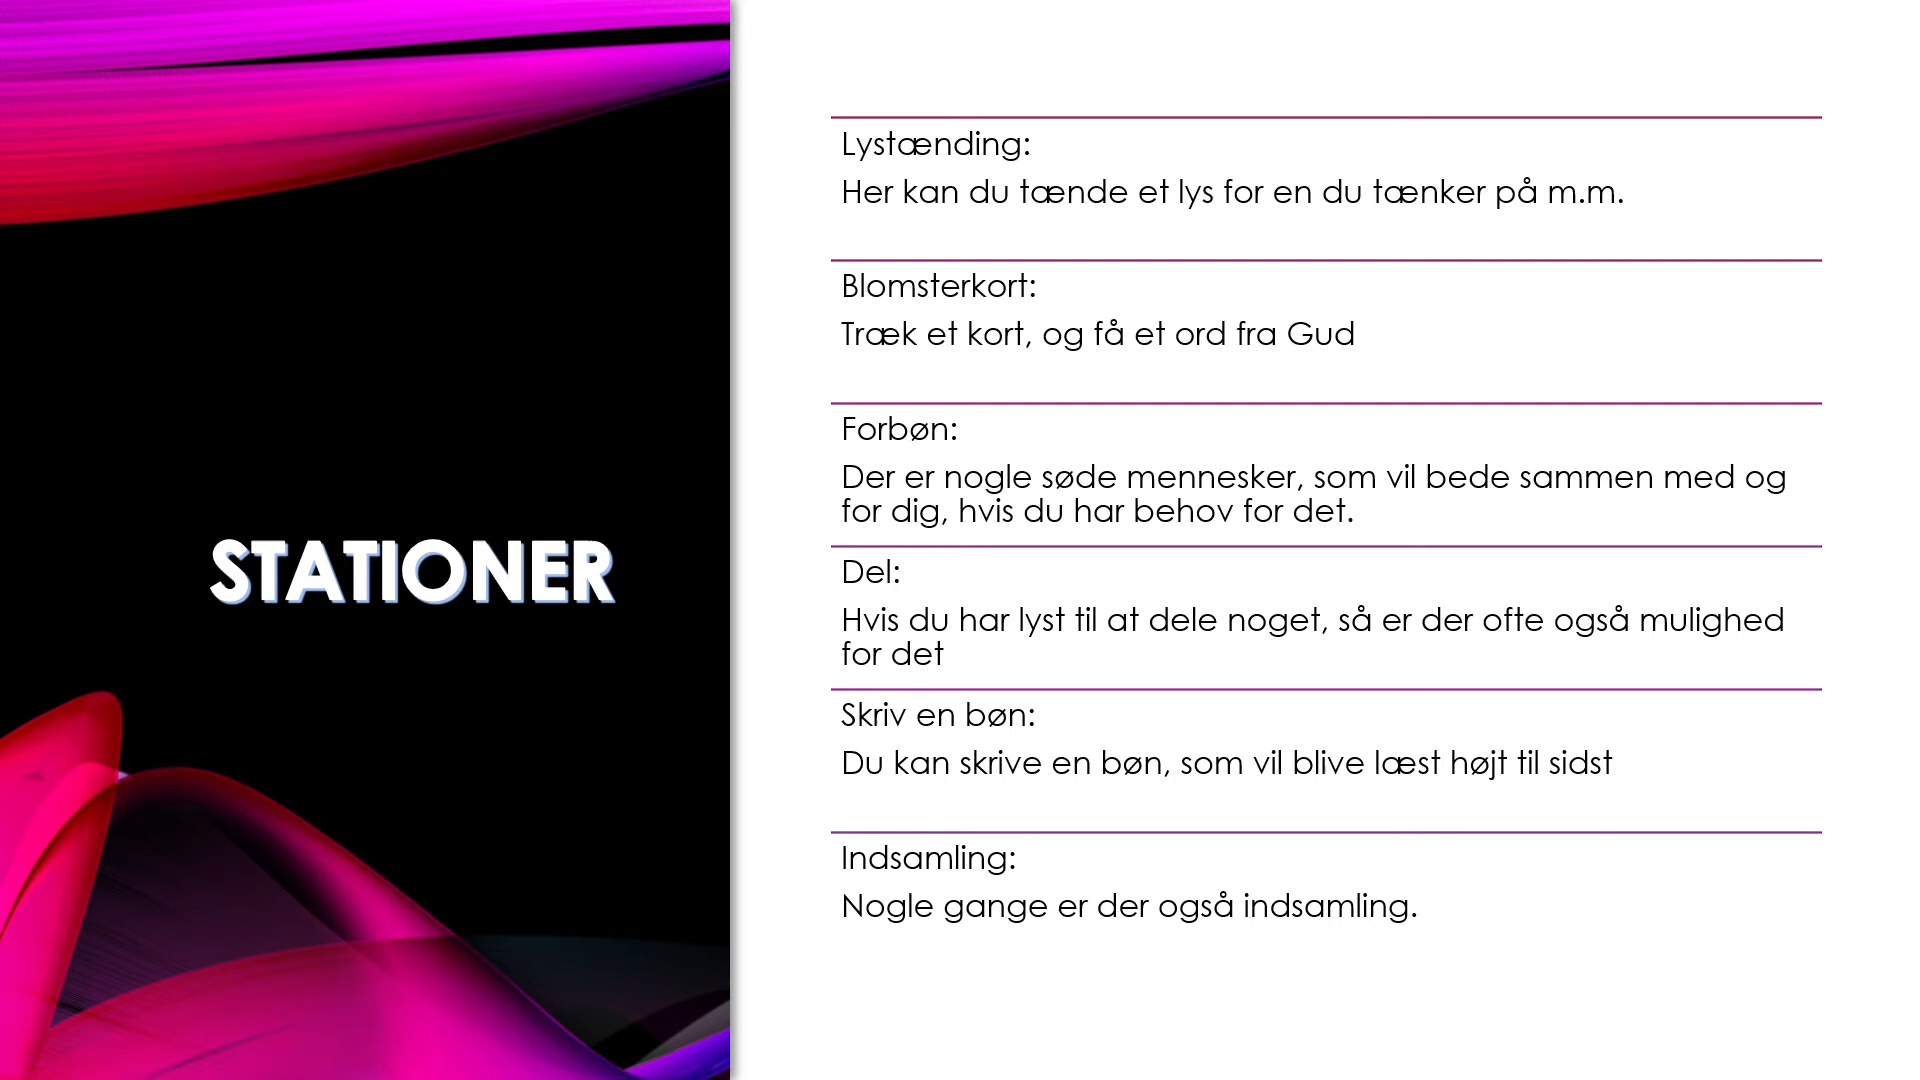 STATIONER
Lystænding:
Her kan du tænde et lys for en du tænker på m.m.
Blomsterkort:
Træk et kort, og få et ord fra Gud
Forbøn:
Der er nogle søde mennesker, som vil bede sammen med og
for dig, hvis du har behov for det.
Del:
Hvis du har lyst til at dele noget, så er der ofte også mulighed
for det
Skriv en bøn:
Du kan skrive en bøn, som vil blive læst højt til sidst
Indsamling:
Nogle gange er der også indsamling.